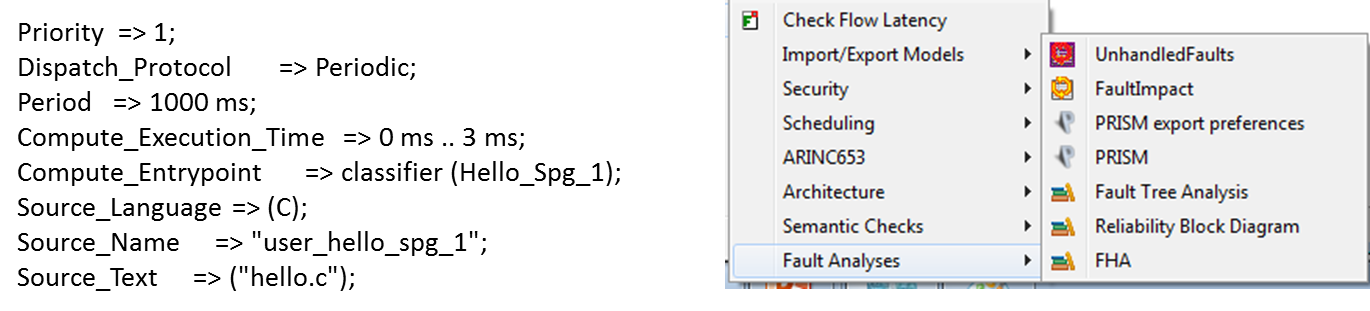 Priority => 1;
Dispatch_Protocol => Periodic;
Period => 1000 ms;
Compute_Execution_Time => 0 ms .. 3 ms;
Compute_Entrypoint => classifier (Hello_Spg_1);
Source_Language => (C);
Source_Name => "user_hello_spg_1";
Source_Text => ("hello.c");
Check Flow Latency
Import/Export Models
Security
Scheduling
ARINC653
Architecture
Semantic Checks
Fault Analyses
UnhandledFaults
FaultImpact
PRISM export preferences
PRISM
Fault Tree Analysis
Reliability Block Diagram
FHA